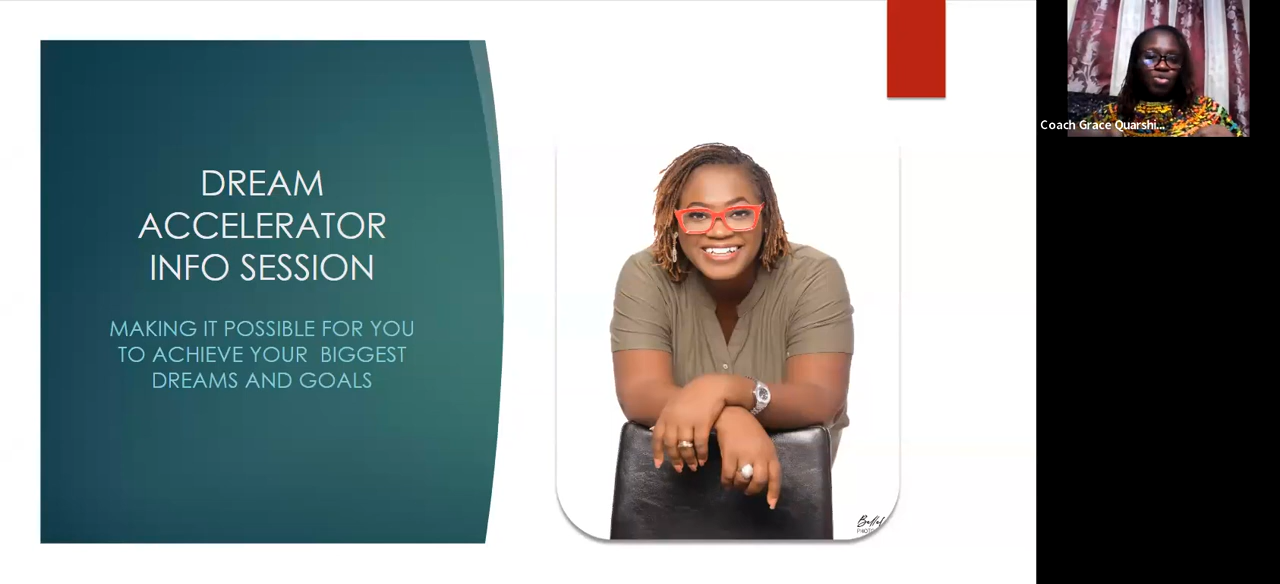 DREAM
ACCELERATOR
INFO SESSION
MAKING IT POSSIBLE FOR YOU
TO ACHIEVE YOUR BIGGEST
DREAMS AND GOALS
Coach Grace Quarshi...